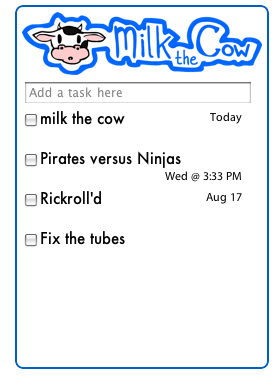 Milk the Cow
Add a task here
milk the cow Today
Pirates versus Ninjas
Wed @ 3:33 PM
Rickroll'd Aug 17
Fix the tubes